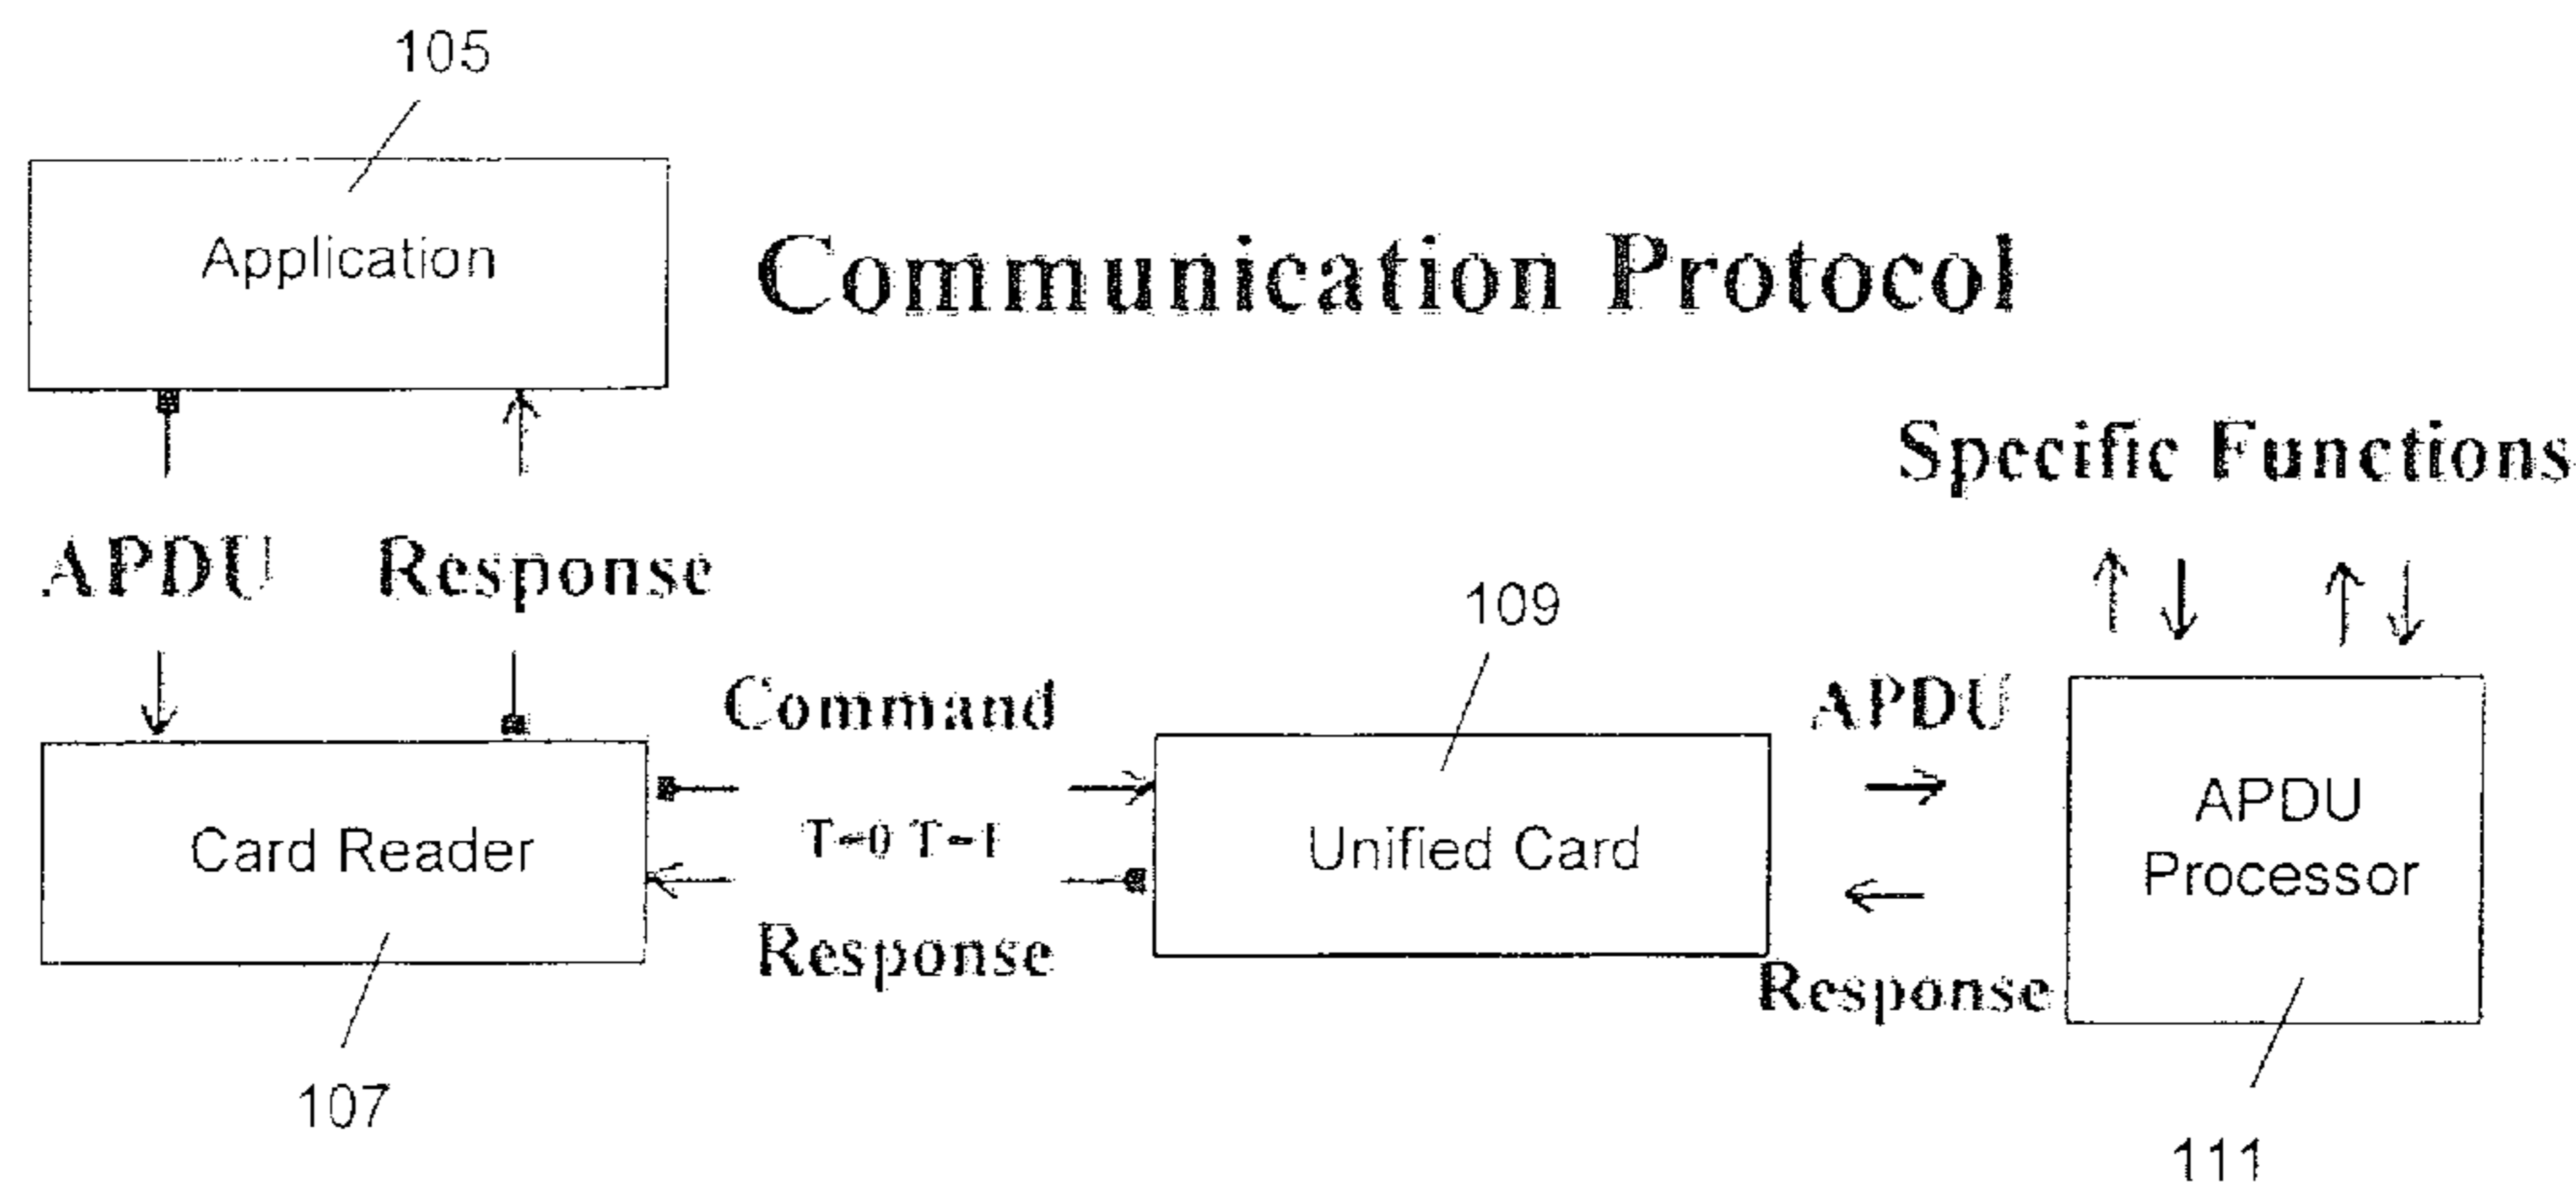 105
Application
Communication Protocol
Specific Functions
APDU Response
109
Command
APDU
Card Reader
T=0 T=1
Unified Card
APDU
Processor
Response
Response
107
111